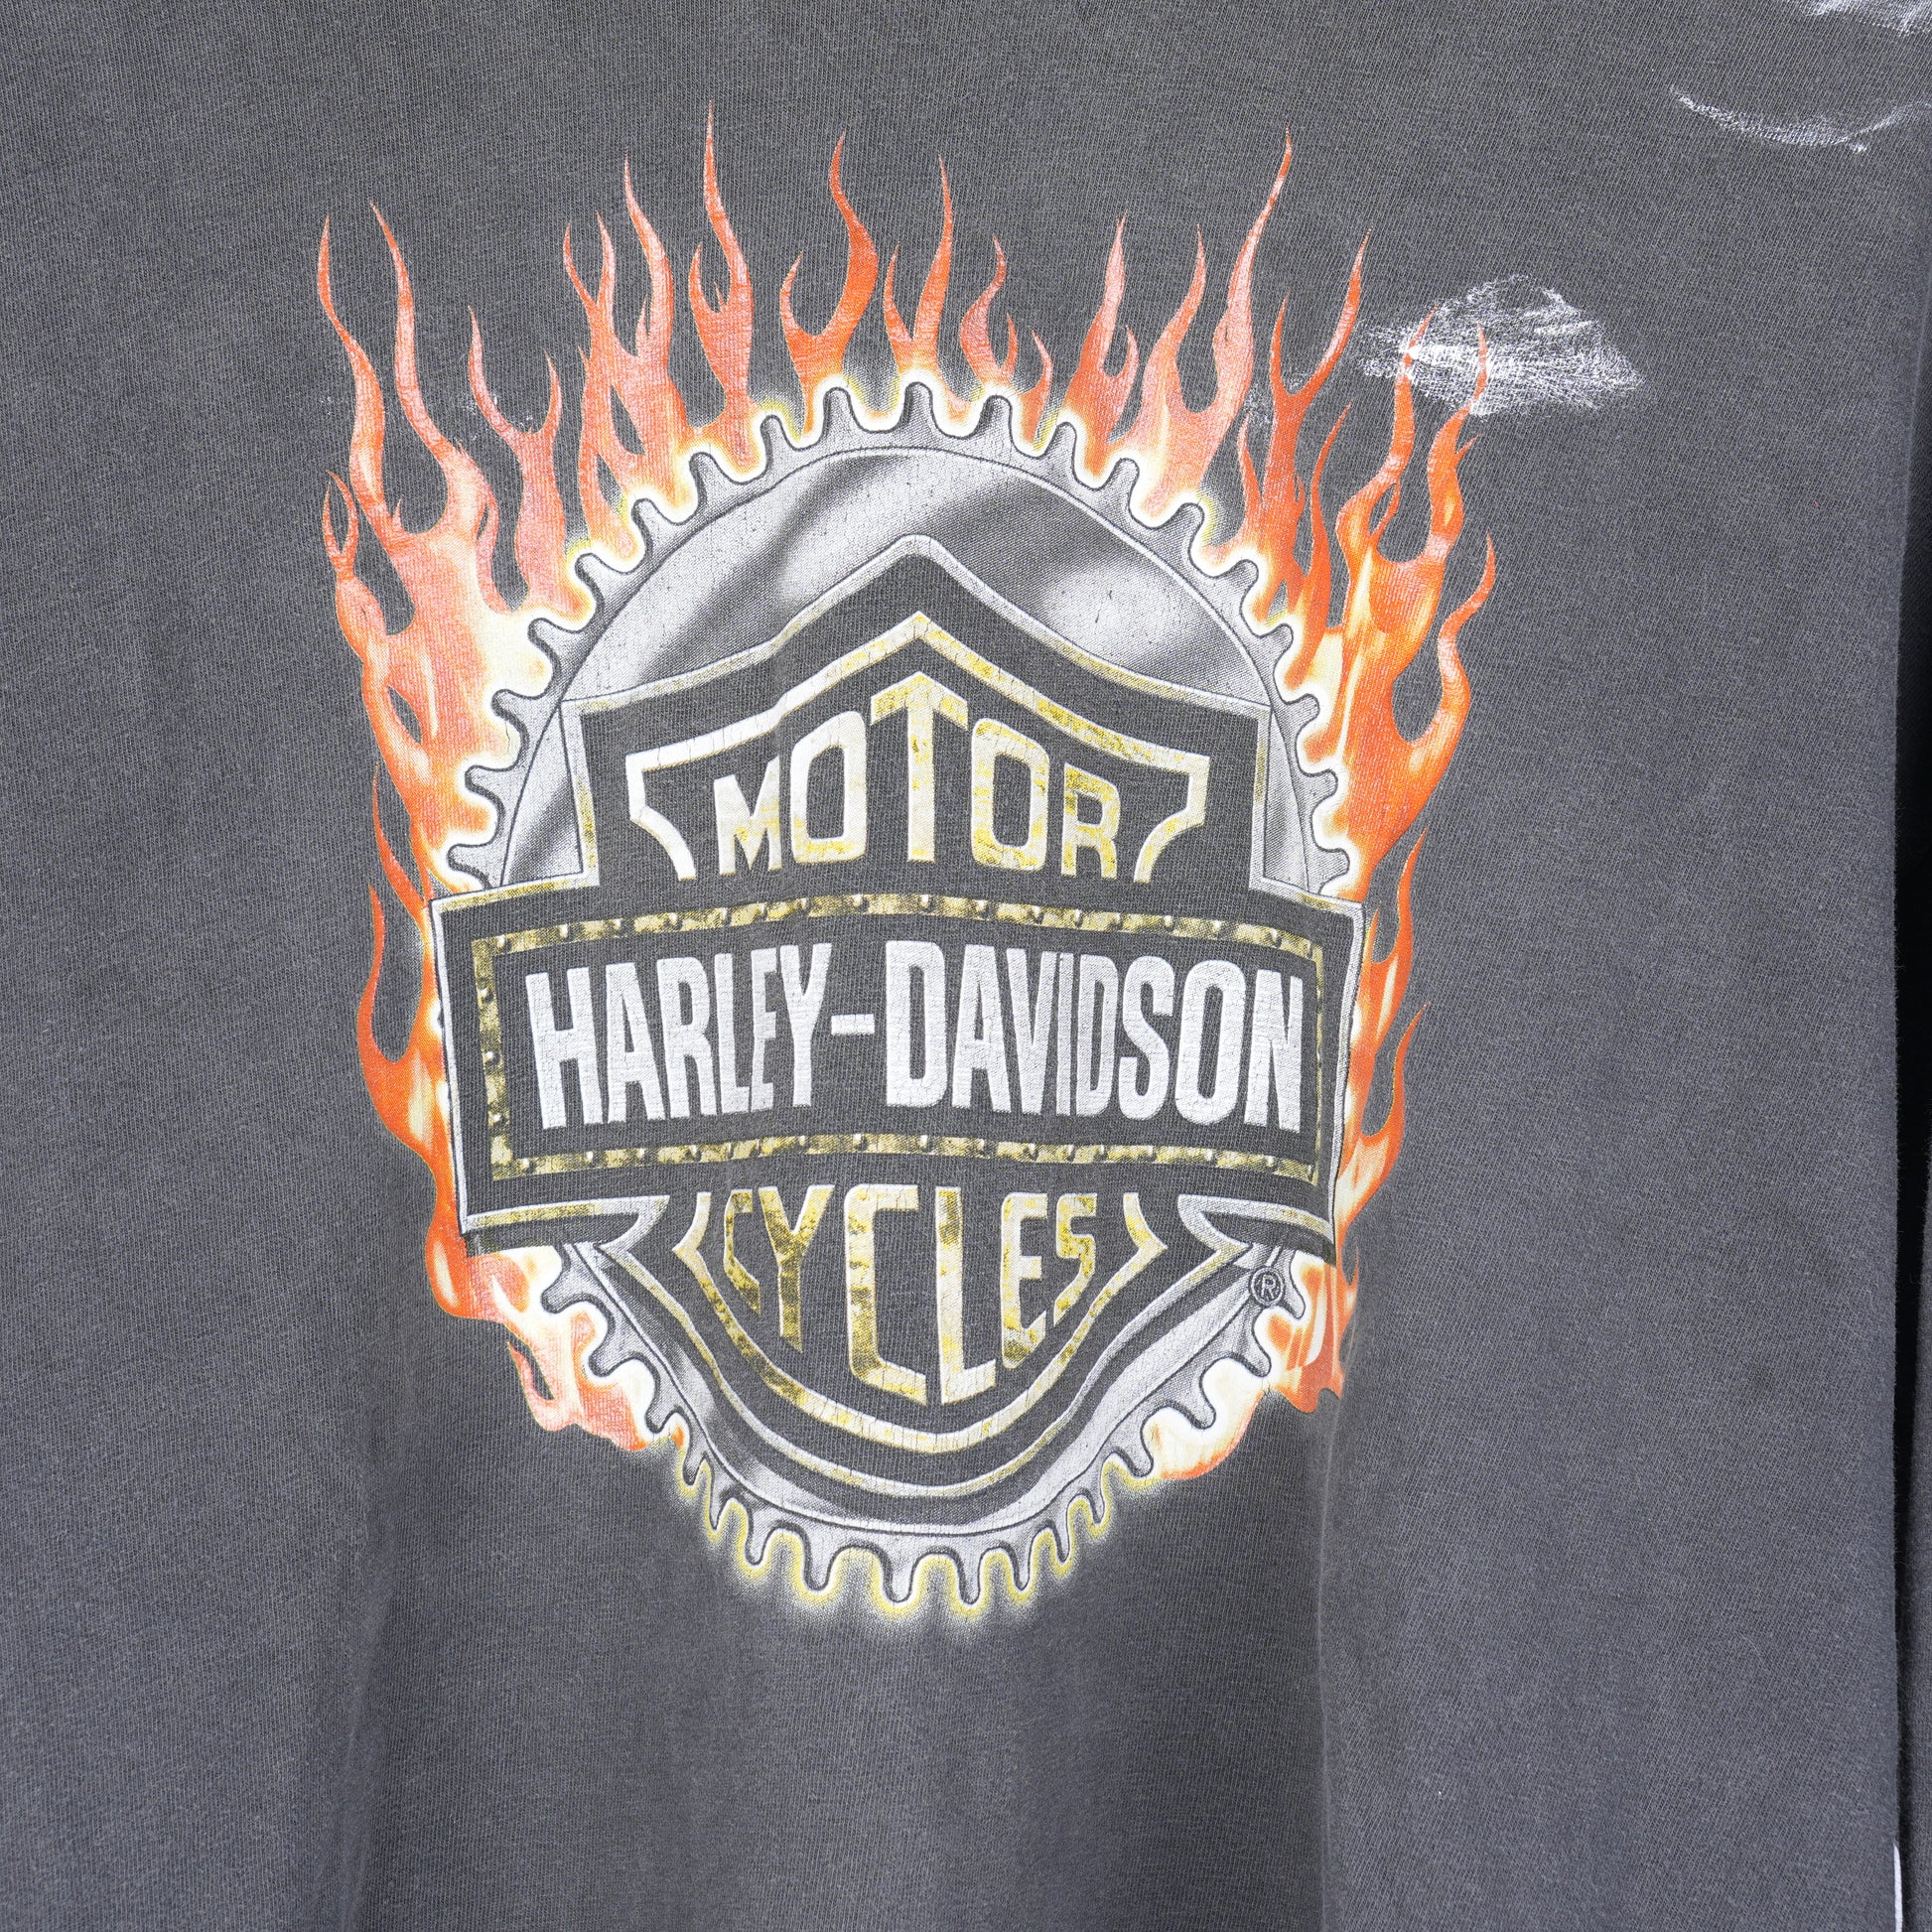 MOTOR
HARLEY-DAVIDSON
CYCLES
®